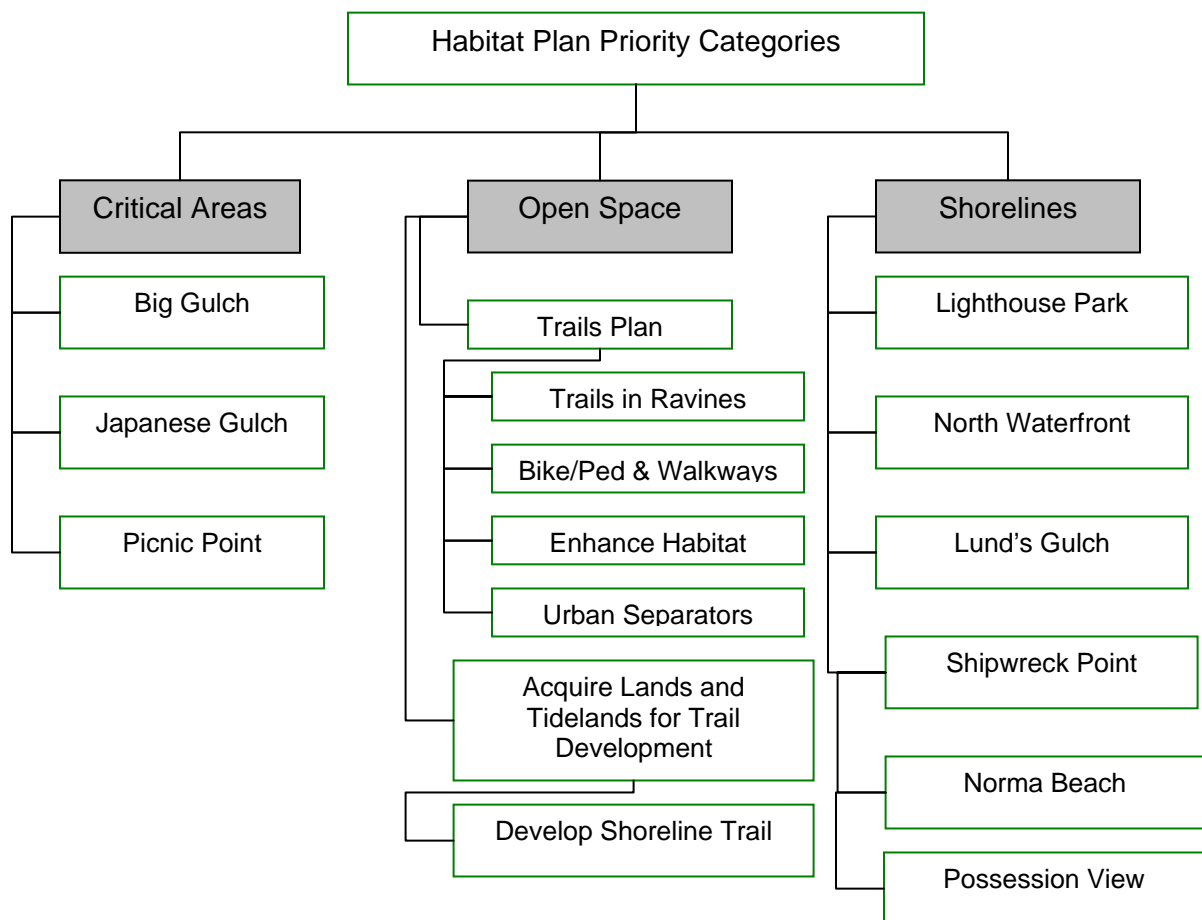 Habitat Plan Priority Categories
Critical Areas
Big Gulch
Japanese Gulch
Picnic Point
Open Space
Trails Plan
Trails in Ravines
Bike/Ped & Walkways
Enhance Habitat
Urban Separators
Acquire Lands and
Tidelands for Trail
Development
Develop Shoreline Trail
Shorelines
Lighthouse Park
North Waterfront
Lund's Gulch
Shipwreck Point
Norma Beach
Possession View